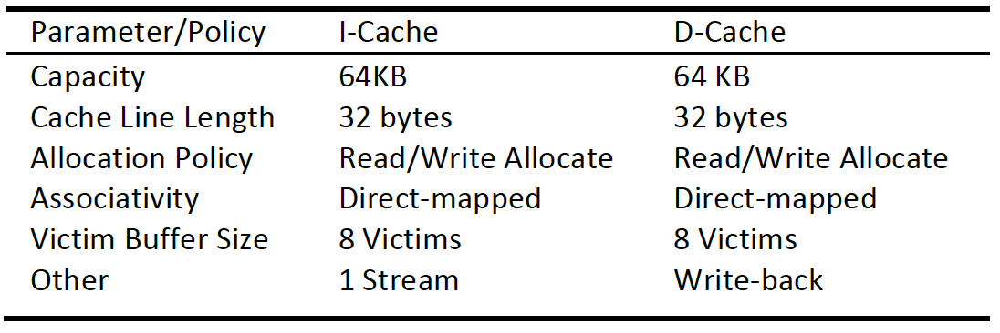 Parameter/Policy I-Cache D-Cache
Capacity 64KB 64 KB
Cache Line Length 32 bytes 32 bytes
Allocation Policy Read/Write Allocate Read/Write Allocate
Associativity Direct-mapped Direct-mapped
Victim Buffer Size 8 Victims 8 Victims
Other 1 Stream Write-back